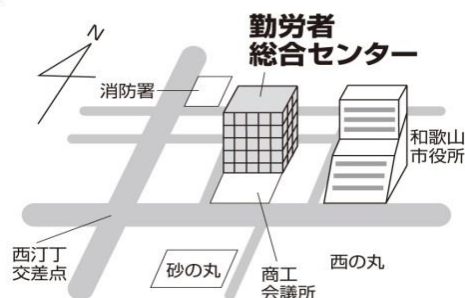 勤労者
総合センター
N
消防署
和歌山
市役所
西汀丁
交差点
砂の丸
商工
会議所
西の丸